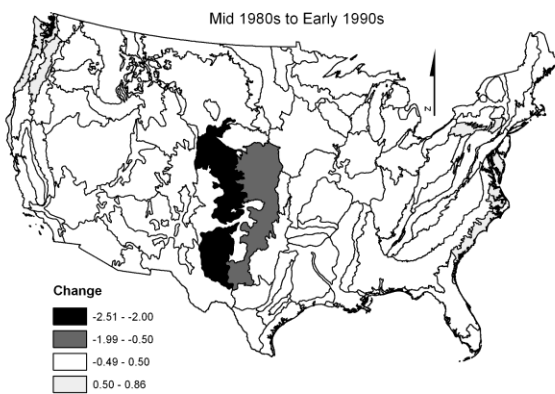 Mid 1980s to Early 1990s
N
Change
-2.51 - -2.00
-1.99 - -0.50
-0.49 - 0.50
0.50 - 0.86